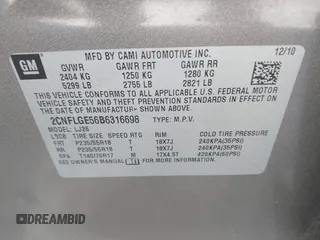 GM
MFD BY CAMI AUTOMOTIVE INC.
12/10
GVWR GAWR FRT GAWR RR
2404 KG 1250 KG 1280 KG
5299 LB 2755 LB 2821 LB
THIS VEHICLE CONFORMS TO ALL APPLICABLE U.S. FEDERAL MOTOR
VEHICLE SAFETY, BUMPER, AND THEFT PREVENTION STANDARDS IN
EFFECT ON THE DATE OF MANUFACTURE SHOWN ABOVE.
2CNFLGE56B6316698 TYPE: M.P.V.
MODEL: LJ26
TIRE SIZE SPEED RTG RIM COLD TIRE PRESSURE
FRT P235/55R18 T 18X7J 240KPA(35PSI)
RR P235/55R18 T 18X7J 240KPA(35PSI)
SPA T145/70R17 M 17X4.5T 420KPA(60PSI)
SEE OWNER'S MANUAL FOR ADDITIONAL INFORMATION.
DREAMBID